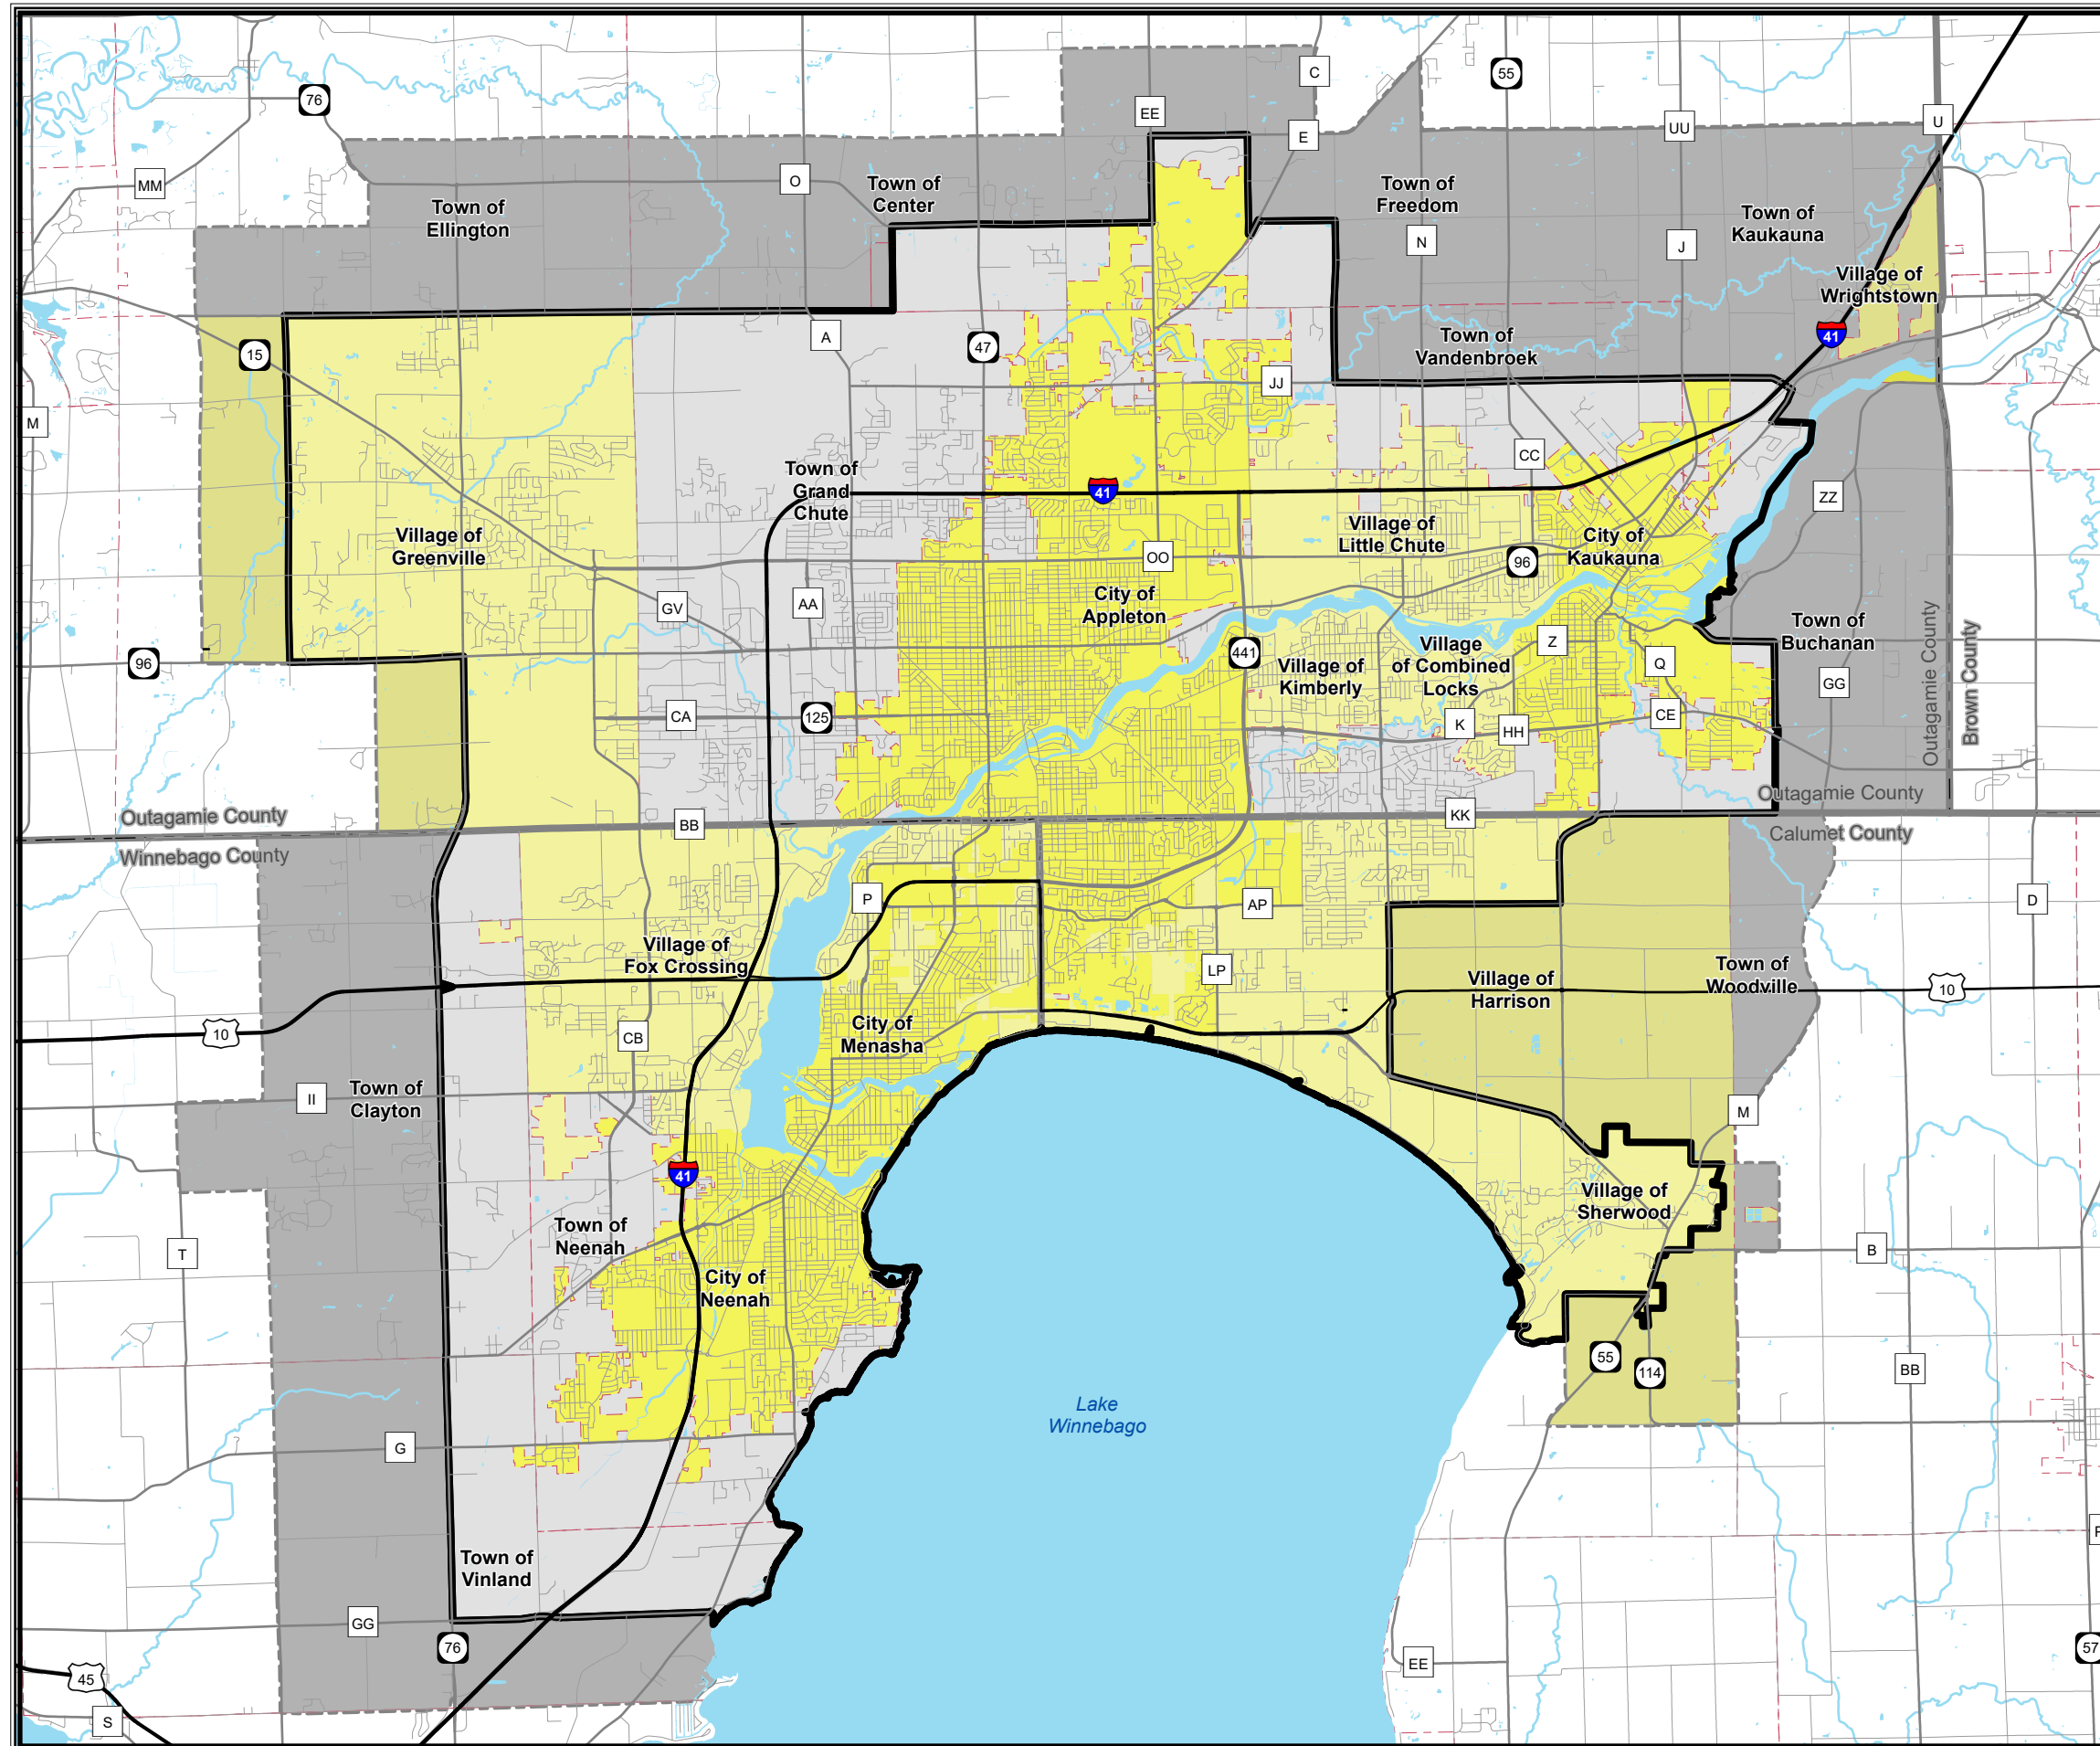 C
55
76
EE
E
UU
U
MM
O
Town of
Center
Town of
Freedom
Town of
Ellington
Town of
Kaukauna
N
J
Village of
Wrightstown
15
A
47
Town of
Vandenbroek
41
JJ
M
Town of
Grand
Chute
CC
41
ZZ
Village of
Greenville
Village of
Little Chute
City of
Kaukauna
OO
96
GV
AA
City of
Appleton
Town of
Buchanan
Outagamie County
Brown County
96
441
Village of
Kimberly
Village
of Combined
Locks
Z
Q
GG
CA
125
K
HH
CE
Outagamie County
Outagamie County
BB
KK
Winnebago County
Calumet County
P
AP
D
Village of
Fox Crossing
LP
Village of
Harrison
Town of
Woodville
10
10
CB
City of
Menasha
II
Town of
Clayton
M
41
Village of
Sherwood
T
Town of
Neenah
B
City of
Neenah
55
114
BB
Lake
Winnebago
G
Town of
Vinland
GG
76
57
EE
45
S